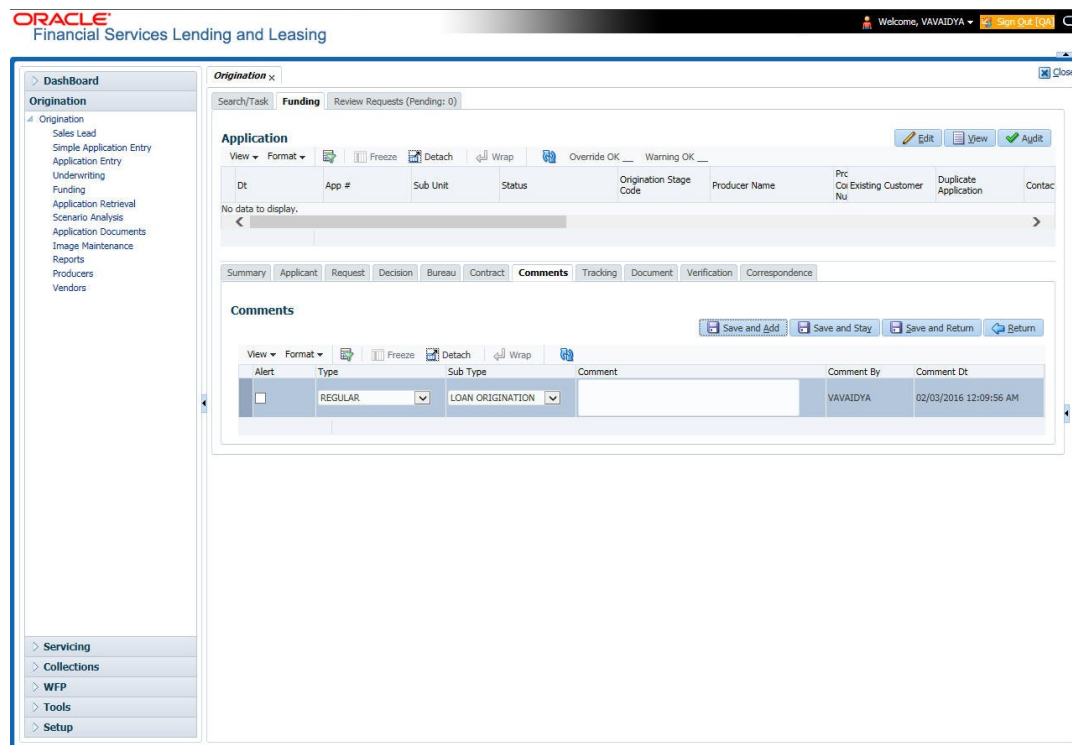 ORACLE
Financial Services Lending and Leasing
Welcome, VAVAIDYA
Sign Out [QA]
DashBoard
Origination
Origination
Sales Lead
Simple Application Entry
Application Entry
Underwriting
Funding
Application Retrieval
Scenario Analysis
Application Documents
Image Maintenance
Reports
Producers
Vendors
Servicing
Collections
WFP
Tools
Setup
Origination
Close
Search/Task Funding Review Requests (Pending: 0)
Application
Edit View Audit
View Format Freeze Detach Wrap Override OK __ Warning OK __
Dt App # Sub Unit Status Origination Stage Code Producer Name Prc Coi Nu Existing Customer Duplicate Application Contac
No data to display.
Summary Applicant Request Decision Bureau Contract Comments Tracking Document Verification Correspondence
Comments
Save and Add Save and Stay Save and Return Return
View Format Freeze Detach Wrap
Alert Type Sub Type Comment Comment By Comment Dt
REGULAR LOAN ORIGINATION VAVAIDYA 02/03/2016 12:09:56 AM